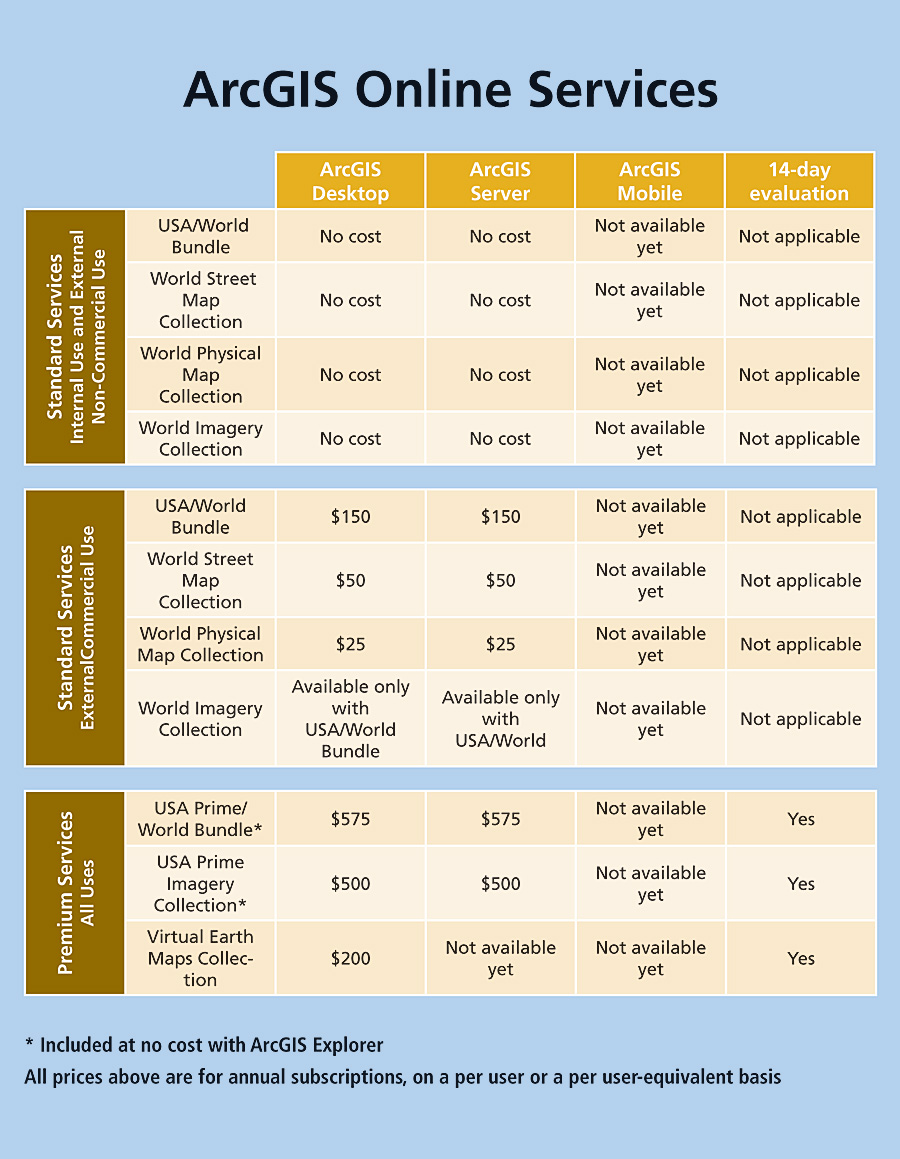 ArcGIS Online Services
ArcGIS
Desktop
ArcGIS
Server
ArcGIS
Mobile
14-day
evaluation
Standard Services
Internal Use and External
Non-Commercial Use
USA/World
Bundle
No cost
No cost
Not available
yet
Not applicable
World Street
Map
Collection
No cost
No cost
Not available
yet
Not applicable
World Physical
Map
Collection
No cost
No cost
Not available
yet
Not applicable
World Imagery
Collection
No cost
No cost
Not available
yet
Not applicable
Standard Services
ExternalCommercial Use
USA/World
Bundle
$150
$150
Not available
yet
Not applicable
World Street
Map
Collection
$50
$50
Not available
yet
Not applicable
World Physical
Map Collection
$25
$25
Not available
yet
Not applicable
World Imagery
Collection
Available only
with
USA/World
Bundle
Available only
with
USA/World
Not available
yet
Not applicable
Premium Services
All Uses
USA Prime/
World Bundle*
$575
$575
Not available
yet
Yes
USA Prime
Imagery
Collection*
$500
$500
Not available
yet
Yes
Virtual Earth
Maps Collec-
tion
$200
Not available
yet
Not available
yet
Yes
* Included at no cost with ArcGIS Explorer
All prices above are for annual subscriptions, on a per user or a per user-equivalent basis